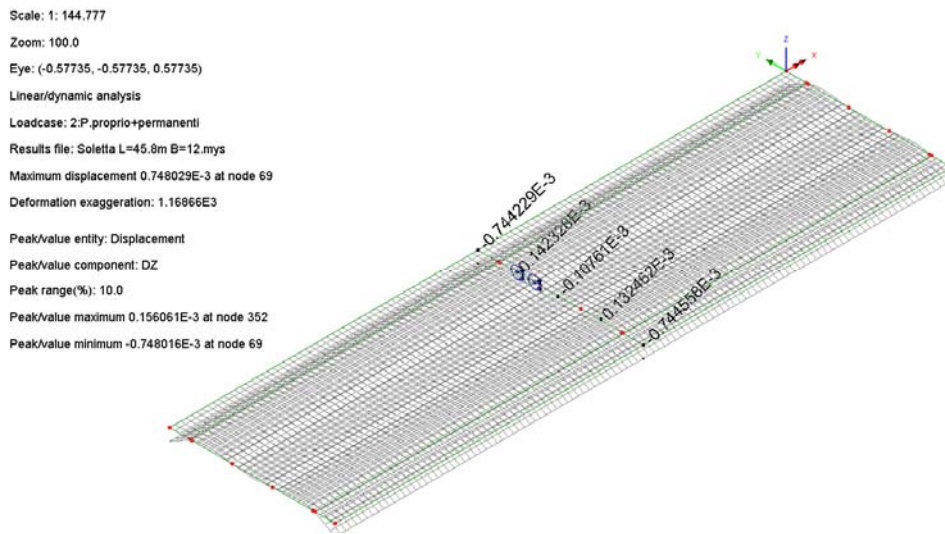 Scale: 1: 144.777
Zoom: 100.0
Eye: (-0.57735, -0.57735, 0.57735)
Linear/dynamic analysis
Loadcase: 2:P.proprio+permanenti
Results file: Soletta L=45.8m B=12.mys
Maximum displacement 0.748029E-3 at node 69
Deformation exaggeration: 1.16866E3
Peak/value entity: Displacement
Peak/value component: DZ
Peak range(%): 10.0
Peak/value maximum 0.156061E-3 at node 352
Peak/value minimum -0.748016E-3 at node 69
Z
Y
X
-0.744229E-3
0.142328E-3
-0.10761E-3
0.132462E-3
-0.744558E-3